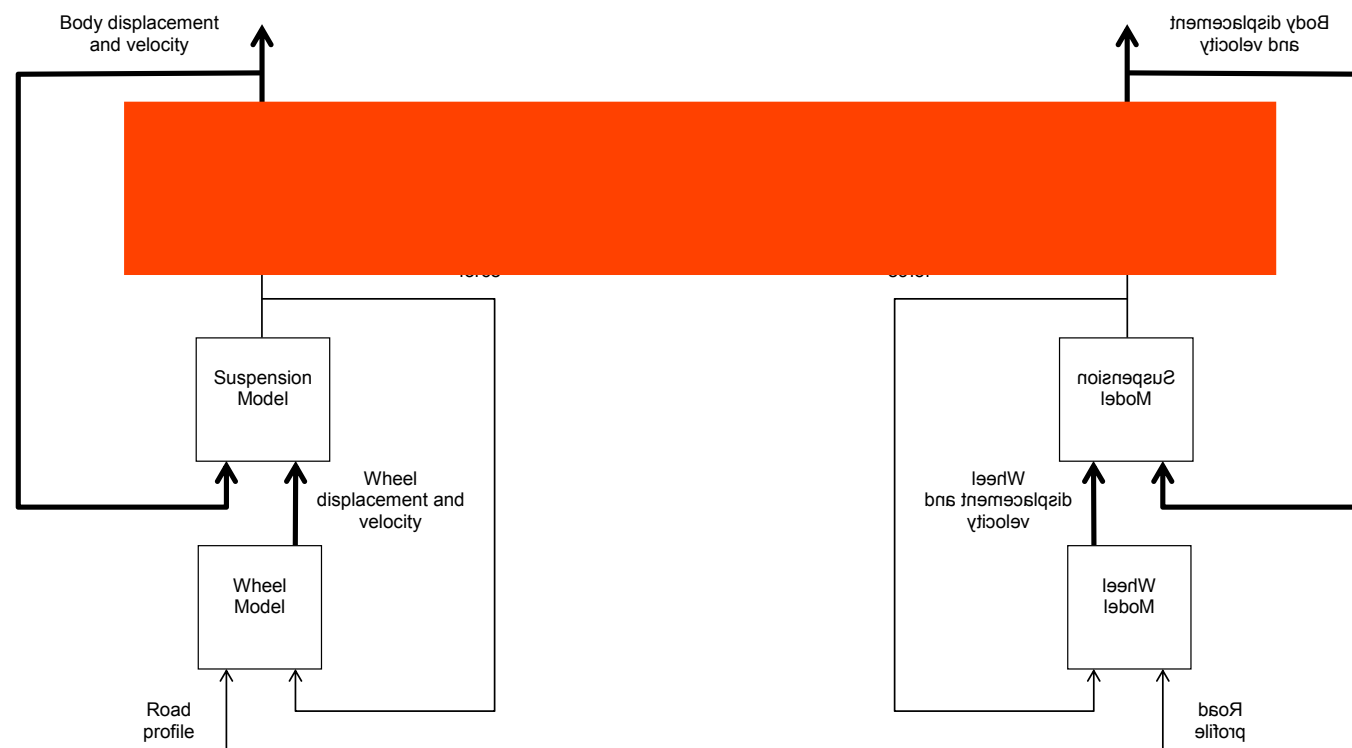 Body displacement
and velocity
Body displacement
and velocity
Suspension
Model
Suspension
Model
Wheel
displacement and
velocity
Wheel
displacement and
velocity
Wheel
Model
Wheel
Model
Road
profile
Road
profile